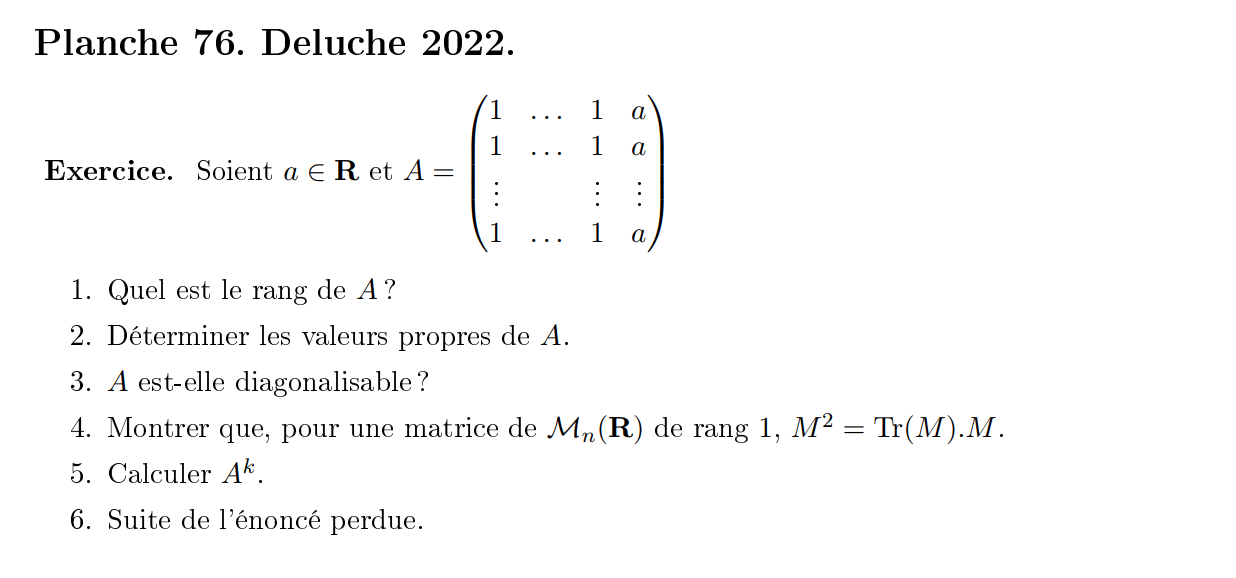 Planche 76. Deluche 2022.
Exercice. Soient $a \in \mathbf{R}$ et $A = \begin{pmatrix} 1 & \dots & 1 & a \\ 1 & \dots & 1 & a \\ \vdots & & \vdots & \vdots \\ 1 & \dots & 1 & a \end{pmatrix}$
1. Quel est le rang de $A$ ?
2. Déterminer les valeurs propres de $A$.
3. $A$ est-elle diagonalisable ?
4. Montrer que, pour une matrice de $\mathcal{M}_n(\mathbf{R})$ de rang 1, $M^2 = \mathrm{Tr}(M).M$.
5. Calculer $A^k$.
6. Suite de l'énoncé perdue.